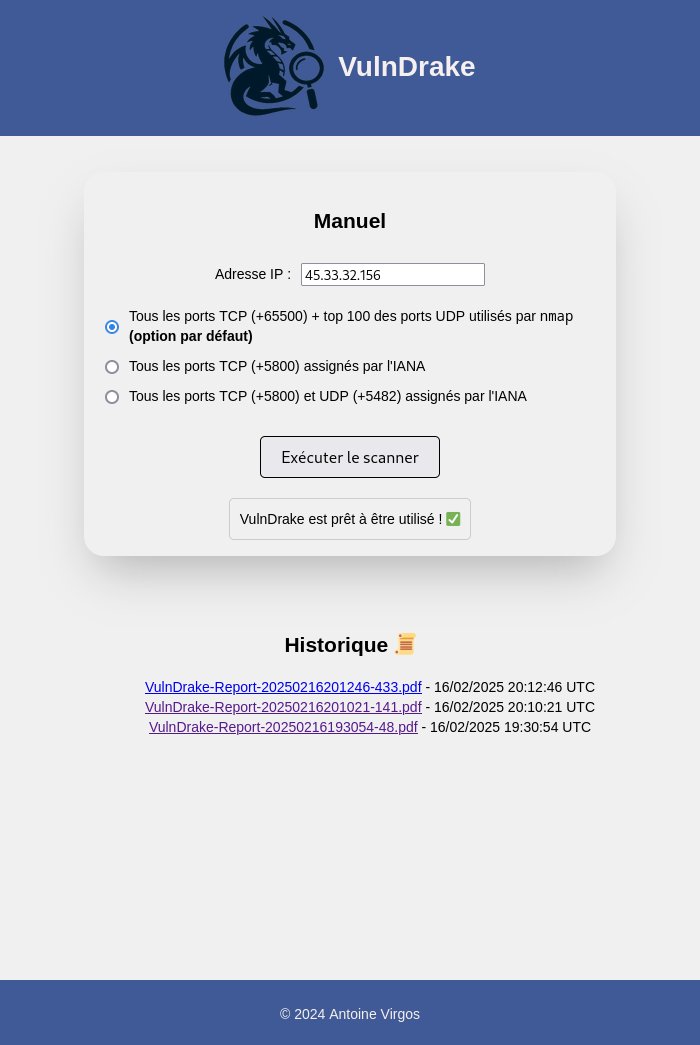 VulnDrake
Manuel
Adresse IP : 45.33.32.156
Tous les ports TCP (+65500) + top 100 des ports UDP utilisés par nmap
(option par défaut)
Tous les ports TCP (+5800) assignés par l'IANA
Tous les ports TCP (+5800) et UDP (+5482) assignés par l'IANA
Exécuter le scanner
VulnDrake est prêt à être utilisé ! ✅
Historique 📜
VulnDrake-Report-20250216201246-433.pdf - 16/02/2025 20:12:46 UTC
VulnDrake-Report-20250216201021-141.pdf - 16/02/2025 20:10:21 UTC
VulnDrake-Report-20250216193054-48.pdf - 16/02/2025 19:30:54 UTC
© 2024 Antoine Virgos